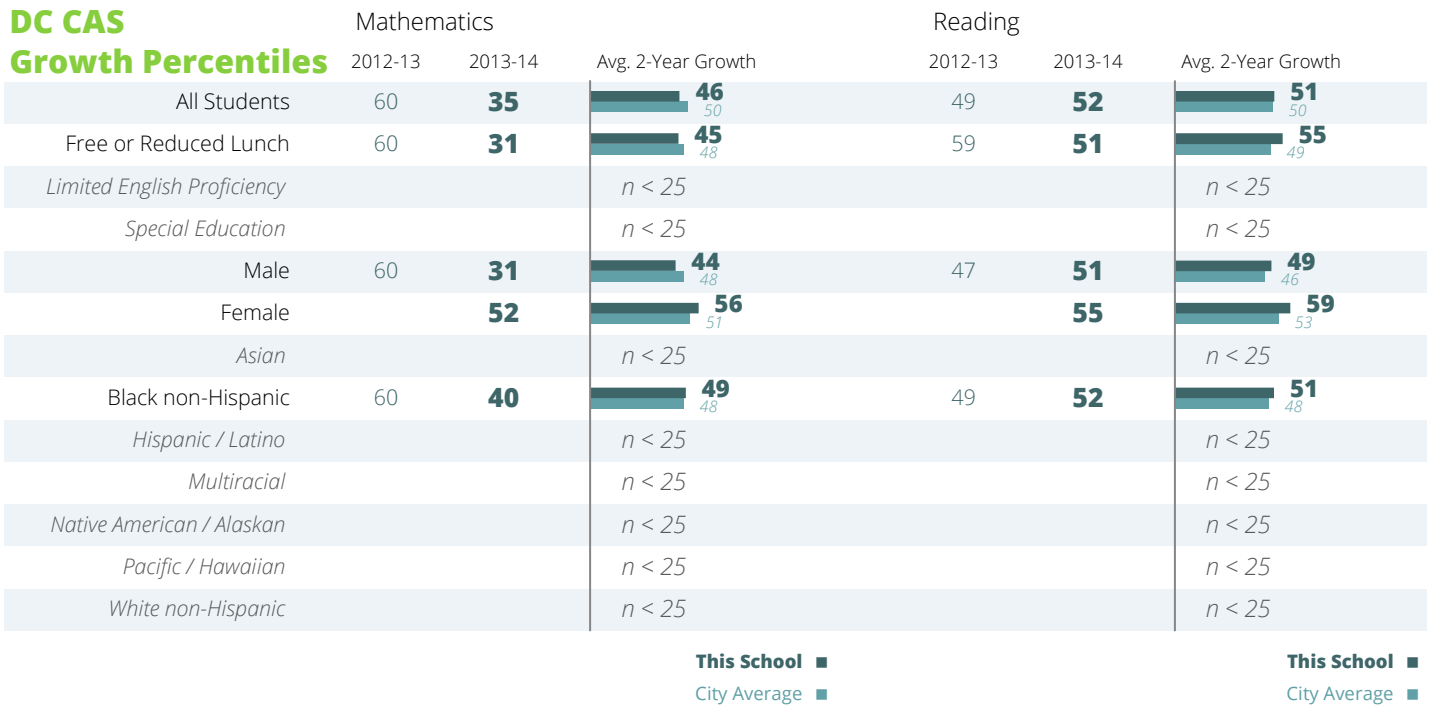 DC CAS
Growth Percentiles
Mathematics Reading
2012-13 2013-14 Avg. 2-Year Growth 2012-13 2013-14 Avg. 2-Year Growth
All Students 60 35 46 50 49 52 51 50
Free or Reduced Lunch 60 31 45 48 59 51 55 49
Limited English Proficiency n < 25 n < 25
Special Education n < 25 n < 25
Male 60 31 44 48 47 51 49 46
Female 52 56 51 55 59 53
Asian n < 25 n < 25
Black non-Hispanic 60 40 49 48 49 52 51 48
Hispanic / Latino n < 25 n < 25
Multiracial n < 25 n < 25
Native American / Alaskan n < 25 n < 25
Pacific / Hawaiian n < 25 n < 25
White non-Hispanic n < 25 n < 25
This School This School
City Average City Average